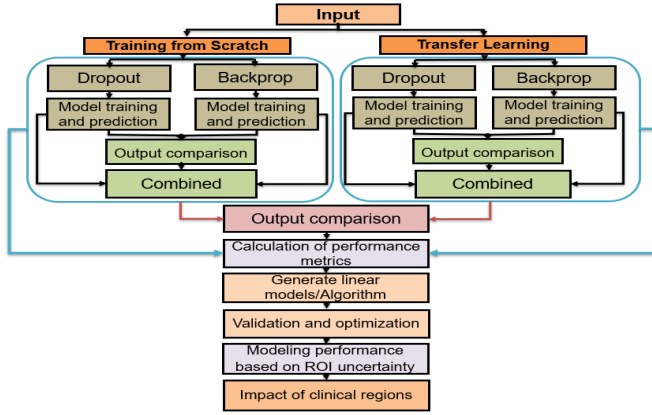 Input
Training from Scratch
Transfer Learning
Dropout
Backprop
Dropout
Backprop
Model training
and prediction
Model training
and prediction
Model training
and prediction
Model training
and prediction
Output comparison
Output comparison
Combined
Combined
Output comparison
Calculation of performance
metrics
Generate linear
models/Algorithm
Validation and optimization
Modeling performance
based on ROI uncertainty
Impact of clinical regions